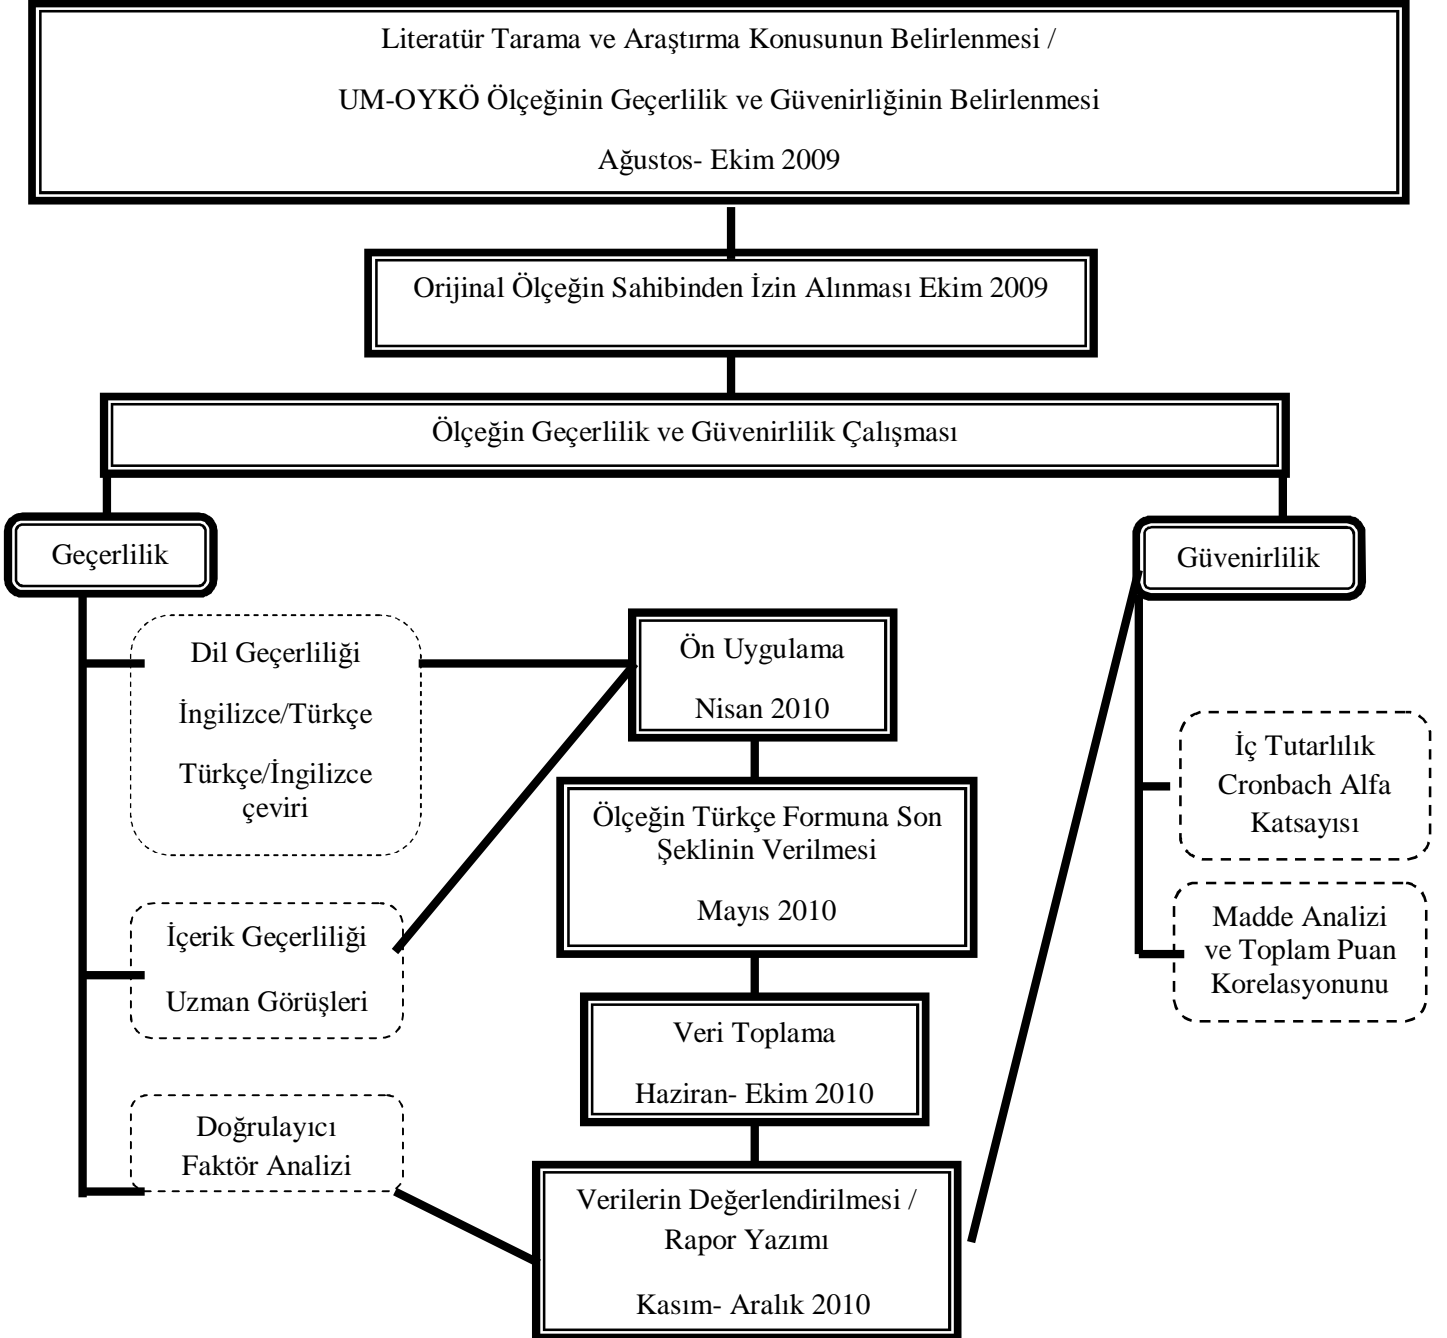 Literatür Tarama ve Araştırma Konusunun Belirlenmesi /
UM-OYKÖ Ölçeğinin Geçerlilik ve Güvenirliğinin Belirlenmesi
Ağustos- Ekim 2009
Orijinal Ölçeğin Sahibinden İzin Alınması Ekim 2009
Ölçeğin Geçerlilik ve Güvenirlilik Çalışması
Geçerlilik
Güvenirlilik
Dil Geçerliliği
İngilizce/Türkçe
Türkçe/İngilizce
çeviri
İçerik Geçerliliği
Uzman Görüşleri
Doğrulayıcı
Faktör Analizi
Ön Uygulama
Nisan 2010
Ölçeğin Türkçe Formuna Son
Şeklinin Verilmesi
Mayıs 2010
Veri Toplama
Haziran- Ekim 2010
Verilerin Değerlendirilmesi /
Rapor Yazımı
Kasım- Aralık 2010
İç Tutarlılık
Cronbach Alfa
Katsayısı
Madde Analizi
ve Toplam Puan
Korelasyonunu